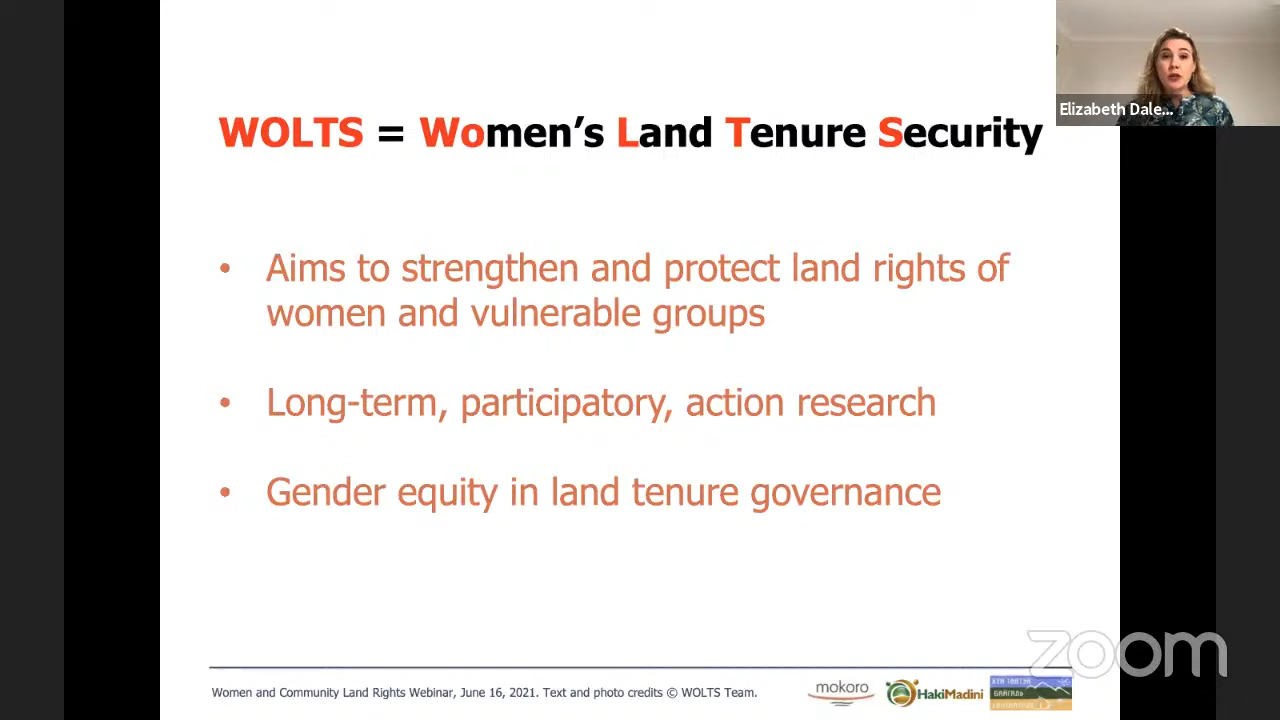 Elizabeth Dale...
WOLTS = Women's Land Tenure Security
• Aims to strengthen and protect land rights of
women and vulnerable groups
• Long-term, participatory, action research
• Gender equity in land tenure governance
zoom
Women and Community Land Rights Webinar, June 16, 2021. Text and photo credits © WOLTS Team.
mokoro
HakiMadini